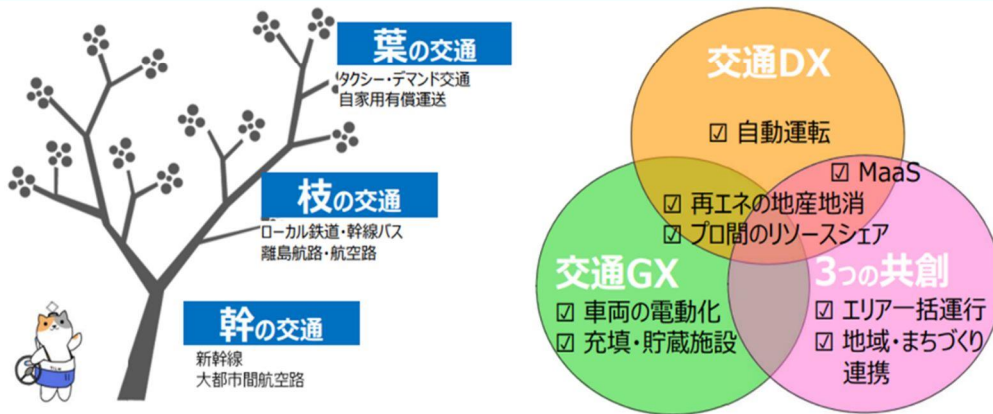 葉の交通
タクシー・デマンド交通
自家用有償運送
枝の交通
ローカル鉄道・幹線バス
離島航路・航空路
幹の交通
新幹線
大都市間航空路
交通DX
☑ 自動運転
☑ MaaS
☑ 再エネの地産地消
☑ プロ間のリソースシェア
交通GX
☑ 車両の電動化
☑ 充填・貯蔵施設
3つの共創
☑ エリア一括運行
☑ 地域・まちづくり
連携